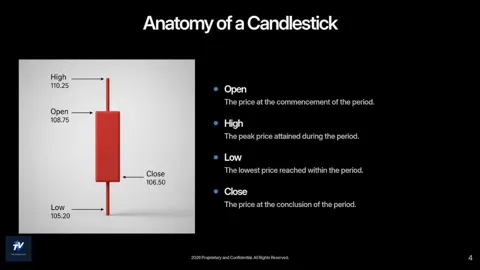 Anatomy of a Candlestick
High
110.25
Open
108.75
Close
106.50
Low
105.20
Open
The price at the commencement of the period.
High
The peak price attained during the period.
Low
The lowest price reached within the period.
Close
The price at the conclusion of the period.
2026 Proprietary and Confidential. All Rights Reserved.
4